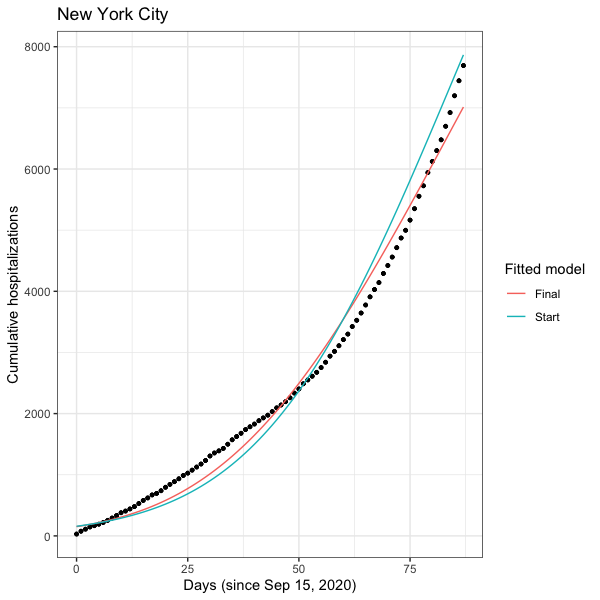 New York City
8000
6000
4000
2000
0
Cumulative hospitalizations
0 25 50 75
Days (since Sep 15, 2020)
Fitted model
Final
Start